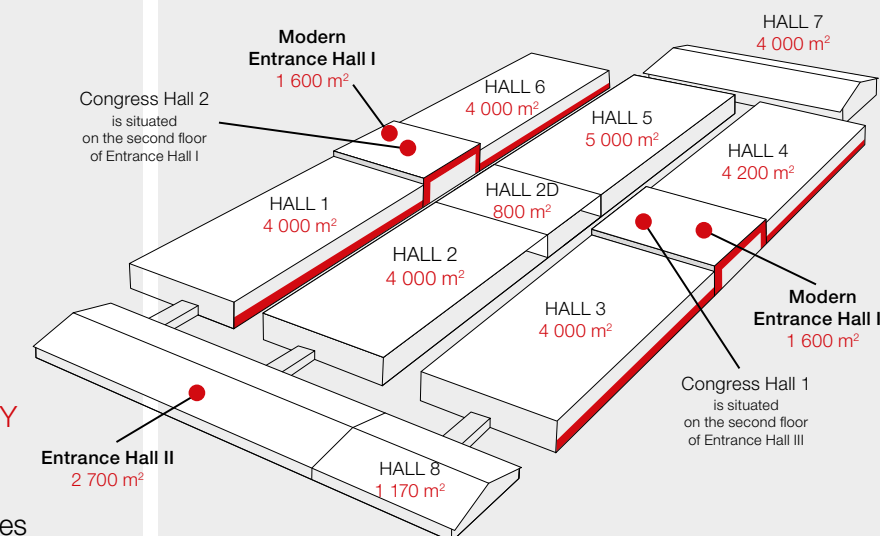 HALL 7
4 000 m²
Modern
Entrance Hall I
1 600 m²
HALL 6
4 000 m²
Congress Hall 2
is situated
on the second floor
of Entrance Hall I
HALL 5
5 000 m²
HALL 4
4 200 m²
HALL 1
4 000 m²
HALL 2D
800 m²
HALL 2
4 000 m²
HALL 3
4 000 m²
Modern
Entrance Hall I
1 600 m²
Congress Hall 1
is situated
on the second floor
of Entrance Hall III
Y
Entrance Hall II
2 700 m²
HALL 8
1 170 m²
es